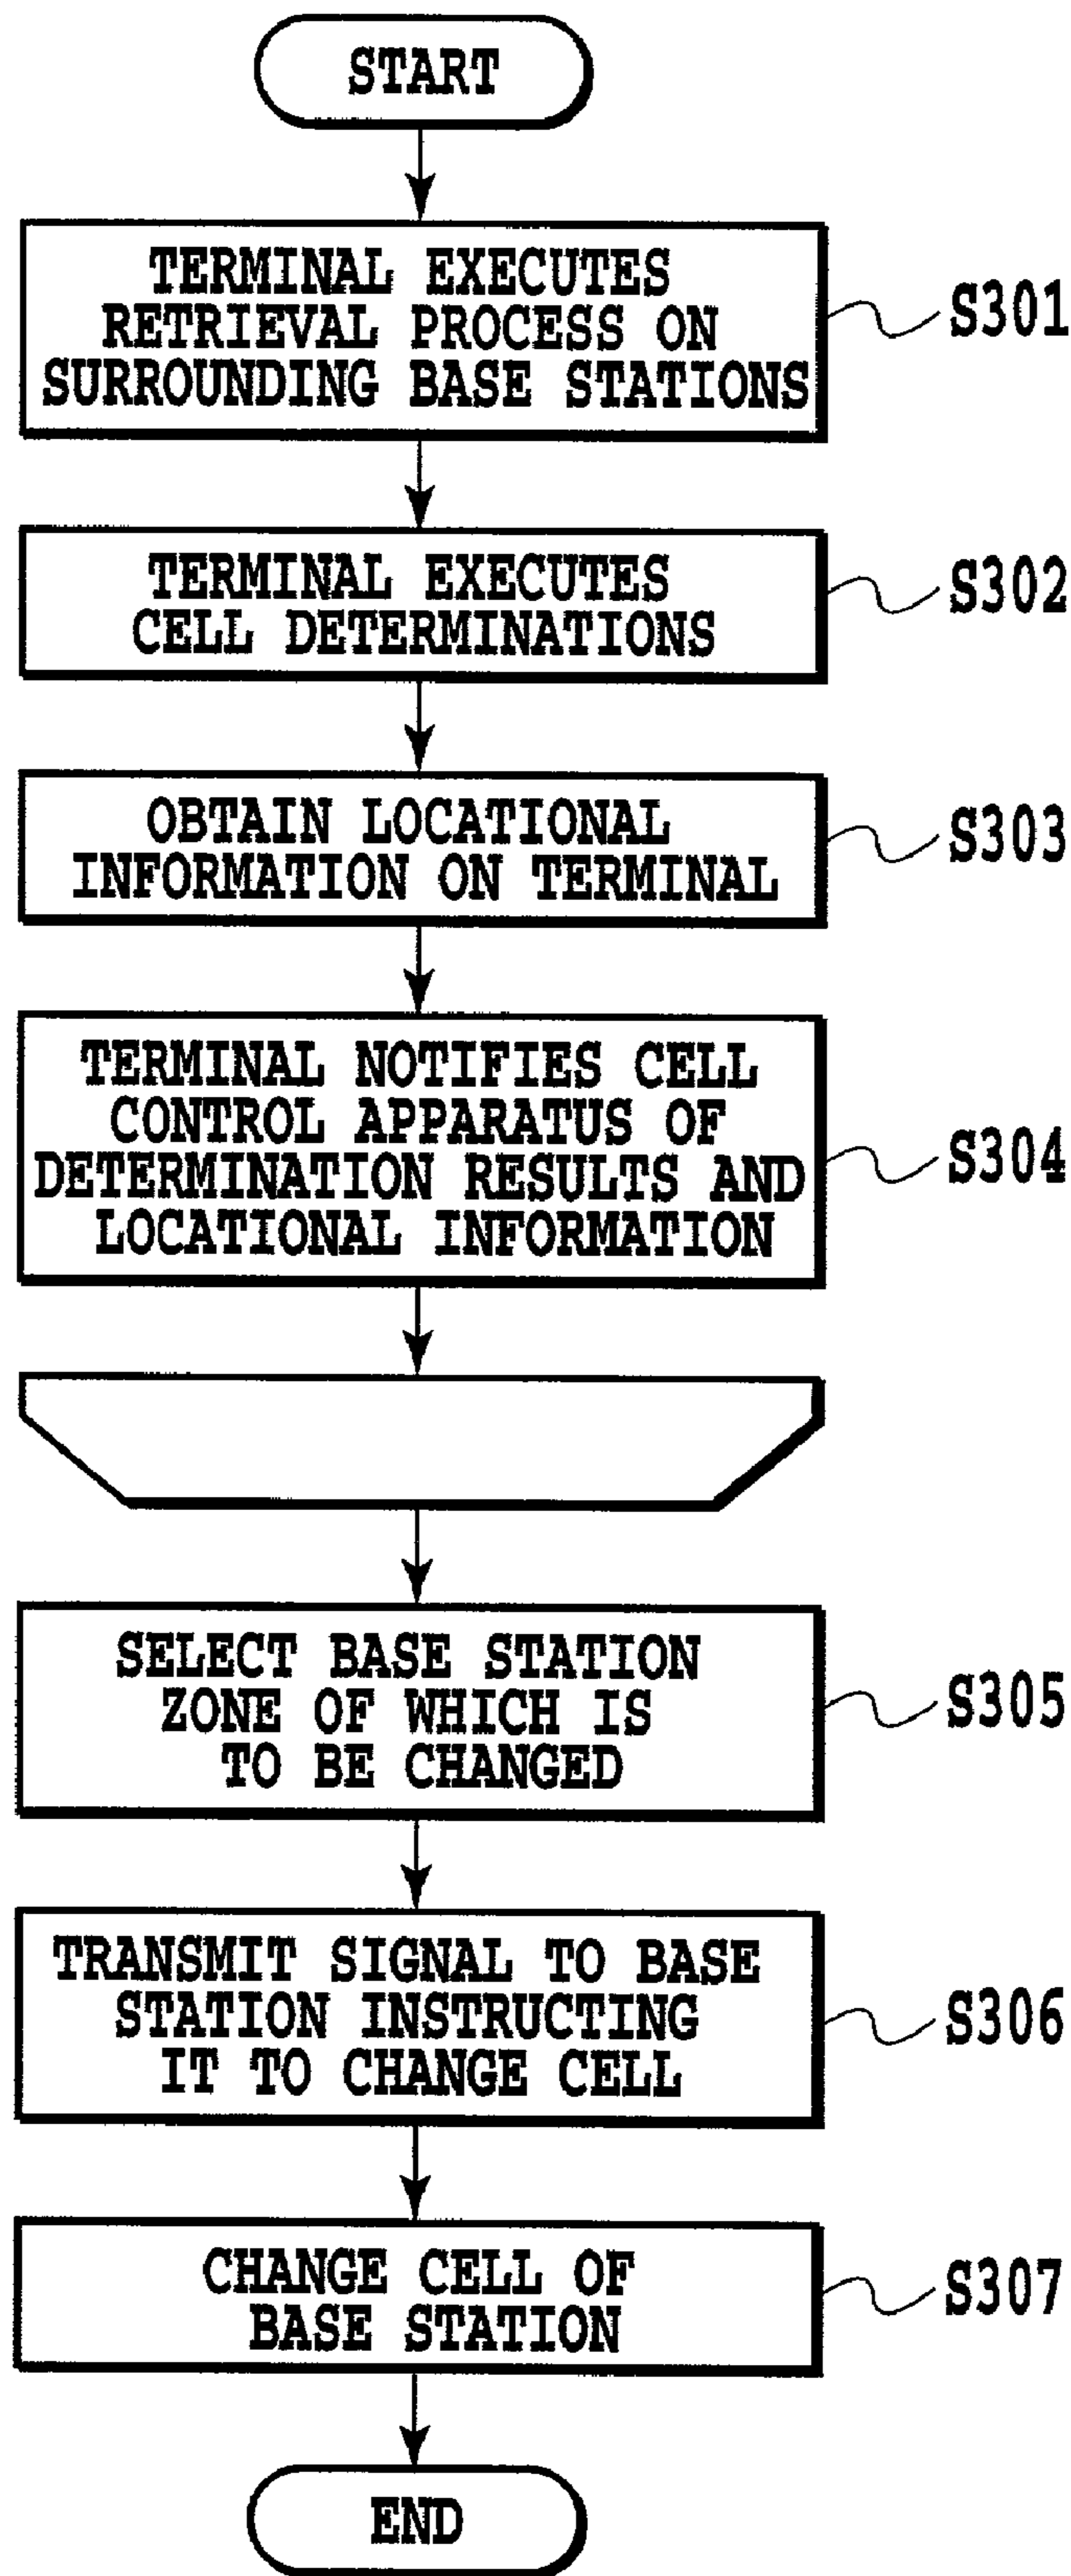 START
TERMINAL EXECUTES
RETRIEVAL PROCESS ON
SURROUNDING BASE STATIONS
S301
TERMINAL EXECUTES
CELL DETERMINATIONS
S302
OBTAIN LOCATIONAL
INFORMATION ON TERMINAL
S303
TERMINAL NOTIFIES CELL
CONTROL APPARATUS OF
DETERMINATION RESULTS AND
LOCATIONAL INFORMATION
S304
SELECT BASE STATION
ZONE OF WHICH IS
TO BE CHANGED
S305
TRANSMIT SIGNAL TO BASE
STATION INSTRUCTING
IT TO CHANGE CELL
S306
CHANGE CELL OF
BASE STATION
S307
END